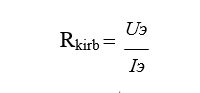 Rkirb = Uэ / Iэ